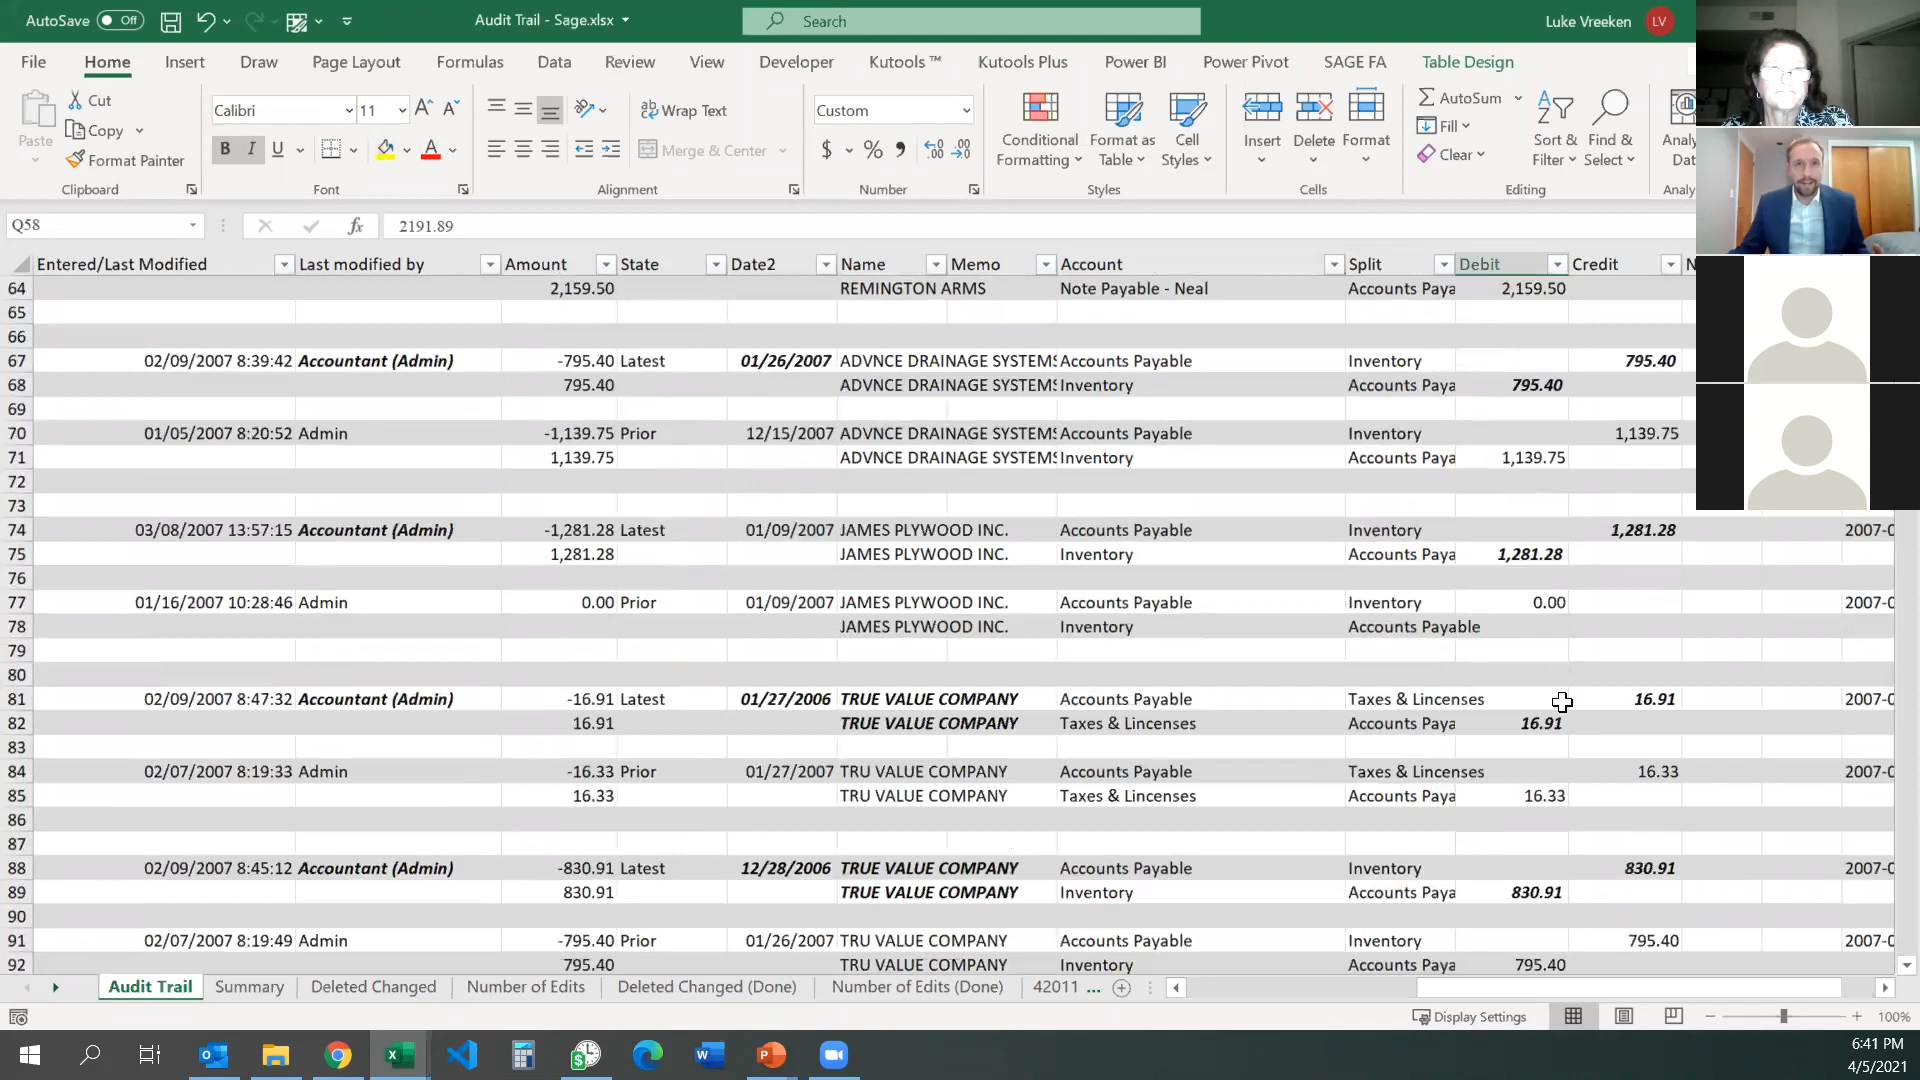 AutoSave Off Audit Trail - Sage.xlsx Search Luke Vreeken LV
File Home Insert Draw Page Layout Formulas Data Review View Developer Kutools ™ Kutools Plus Power BI Power Pivot SAGE FA Table Design
Paste Cut Copy Format Painter
Clipboard
Calibri 11
B I U
Font
Wrap Text
Merge & Center
Alignment
Custom
$ %
Number
Conditional Formatting
Format as Table
Cell Styles
Styles
Insert Delete Format
Cells
AutoSum
Fill
Clear
Sort & Filter
Find & Select
Editing
Analy
Dat
Analy
Q58 fx 2191.89
Entered/Last Modified Last modified by Amount State Date2 Name Memo Account Split Debit Credit N
64 2,159.50 REMINGTON ARMS Note Payable - Neal Accounts Paya 2,159.50
65
66
67 02/09/2007 8:39:42 Accountant (Admin) -795.40 Latest 01/26/2007 ADVNCE DRAINAGE SYSTEMS Accounts Payable Inventory 795.40
68 795.40 ADVNCE DRAINAGE SYSTEMS Inventory Accounts Paya 795.40
69
70 01/05/2007 8:20:52 Admin -1,139.75 Prior 12/15/2007 ADVNCE DRAINAGE SYSTEMS Accounts Payable Inventory 1,139.75
71 1,139.75 ADVNCE DRAINAGE SYSTEMS Inventory Accounts Paya 1,139.75
72
73
74 03/08/2007 13:57:15 Accountant (Admin) -1,281.28 Latest 01/09/2007 JAMES PLYWOOD INC. Accounts Payable Inventory 1,281.28 2007-0
75 1,281.28 JAMES PLYWOOD INC. Inventory Accounts Paya 1,281.28
76
77 01/16/2007 10:28:46 Admin 0.00 Prior 01/09/2007 JAMES PLYWOOD INC. Accounts Payable Inventory 0.00 2007-0
78 JAMES PLYWOOD INC. Inventory Accounts Payable
79
80
81 02/09/2007 8:47:32 Accountant (Admin) -16.91 Latest 01/27/2006 TRUE VALUE COMPANY Accounts Payable Taxes & Lincenses 16.91 2007-0
82 16.91 TRUE VALUE COMPANY Taxes & Lincenses Accounts Paya 16.91
83
84 02/07/2007 8:19:33 Admin -16.33 Prior 01/27/2007 TRU VALUE COMPANY Accounts Payable Taxes & Lincenses 16.33 2007-0
85 16.33 TRU VALUE COMPANY Taxes & Lincenses Accounts Paya 16.33
86
87
88 02/09/2007 8:45:12 Accountant (Admin) -830.91 Latest 12/28/2006 TRUE VALUE COMPANY Accounts Payable Inventory 830.91 2007-0
89 830.91 TRUE VALUE COMPANY Inventory Accounts Paya 830.91
90
91 02/07/2007 8:19:49 Admin -795.40 Prior 01/26/2007 TRU VALUE COMPANY Accounts Payable Inventory 795.40 2007-0
92 795.40 TRU VALUE COMPANY Inventory Accounts Paya 795.40
Audit Trail Summary Deleted Changed Number of Edits Deleted Changed (Done) Number of Edits (Done) 42011 ...
Display Settings 100%
6:41 PM
4/5/2021